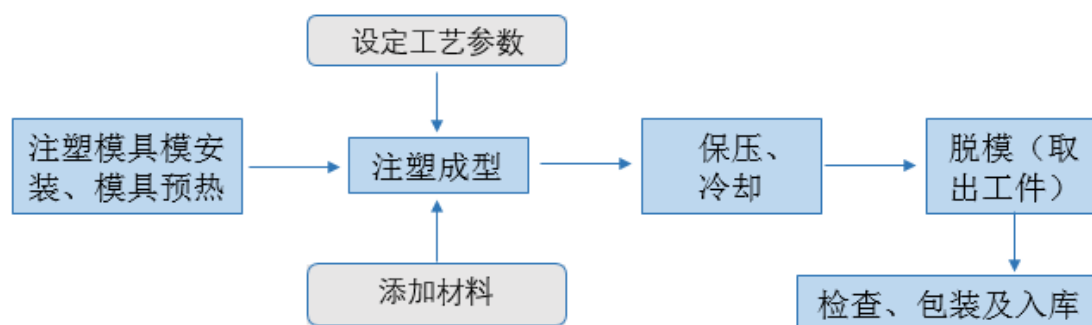 设定工艺参数
注塑模具模安
装、模具预热
注塑成型
保压、
冷却
脱模（取
出工件）
添加材料
检查、包装及入库